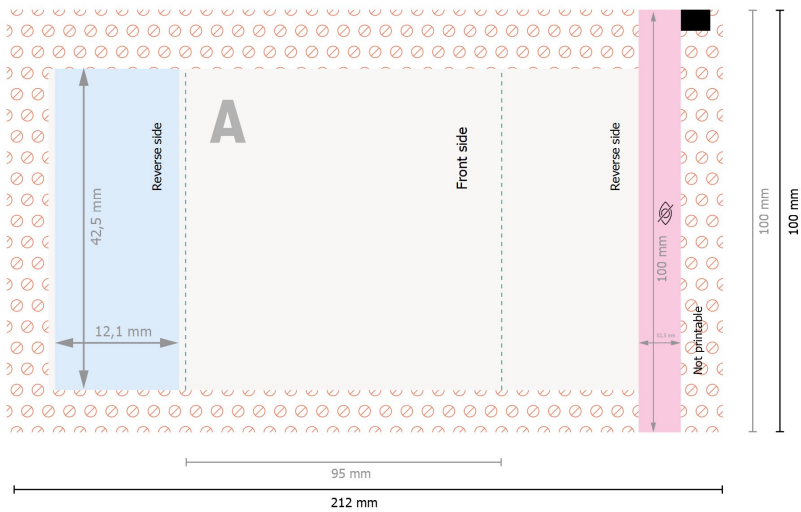 A
Reverse side
42,5 mm
12,1 mm
Front side
Reverse side
100 mm
Not printable
100 mm
100 mm
95 mm
212 mm